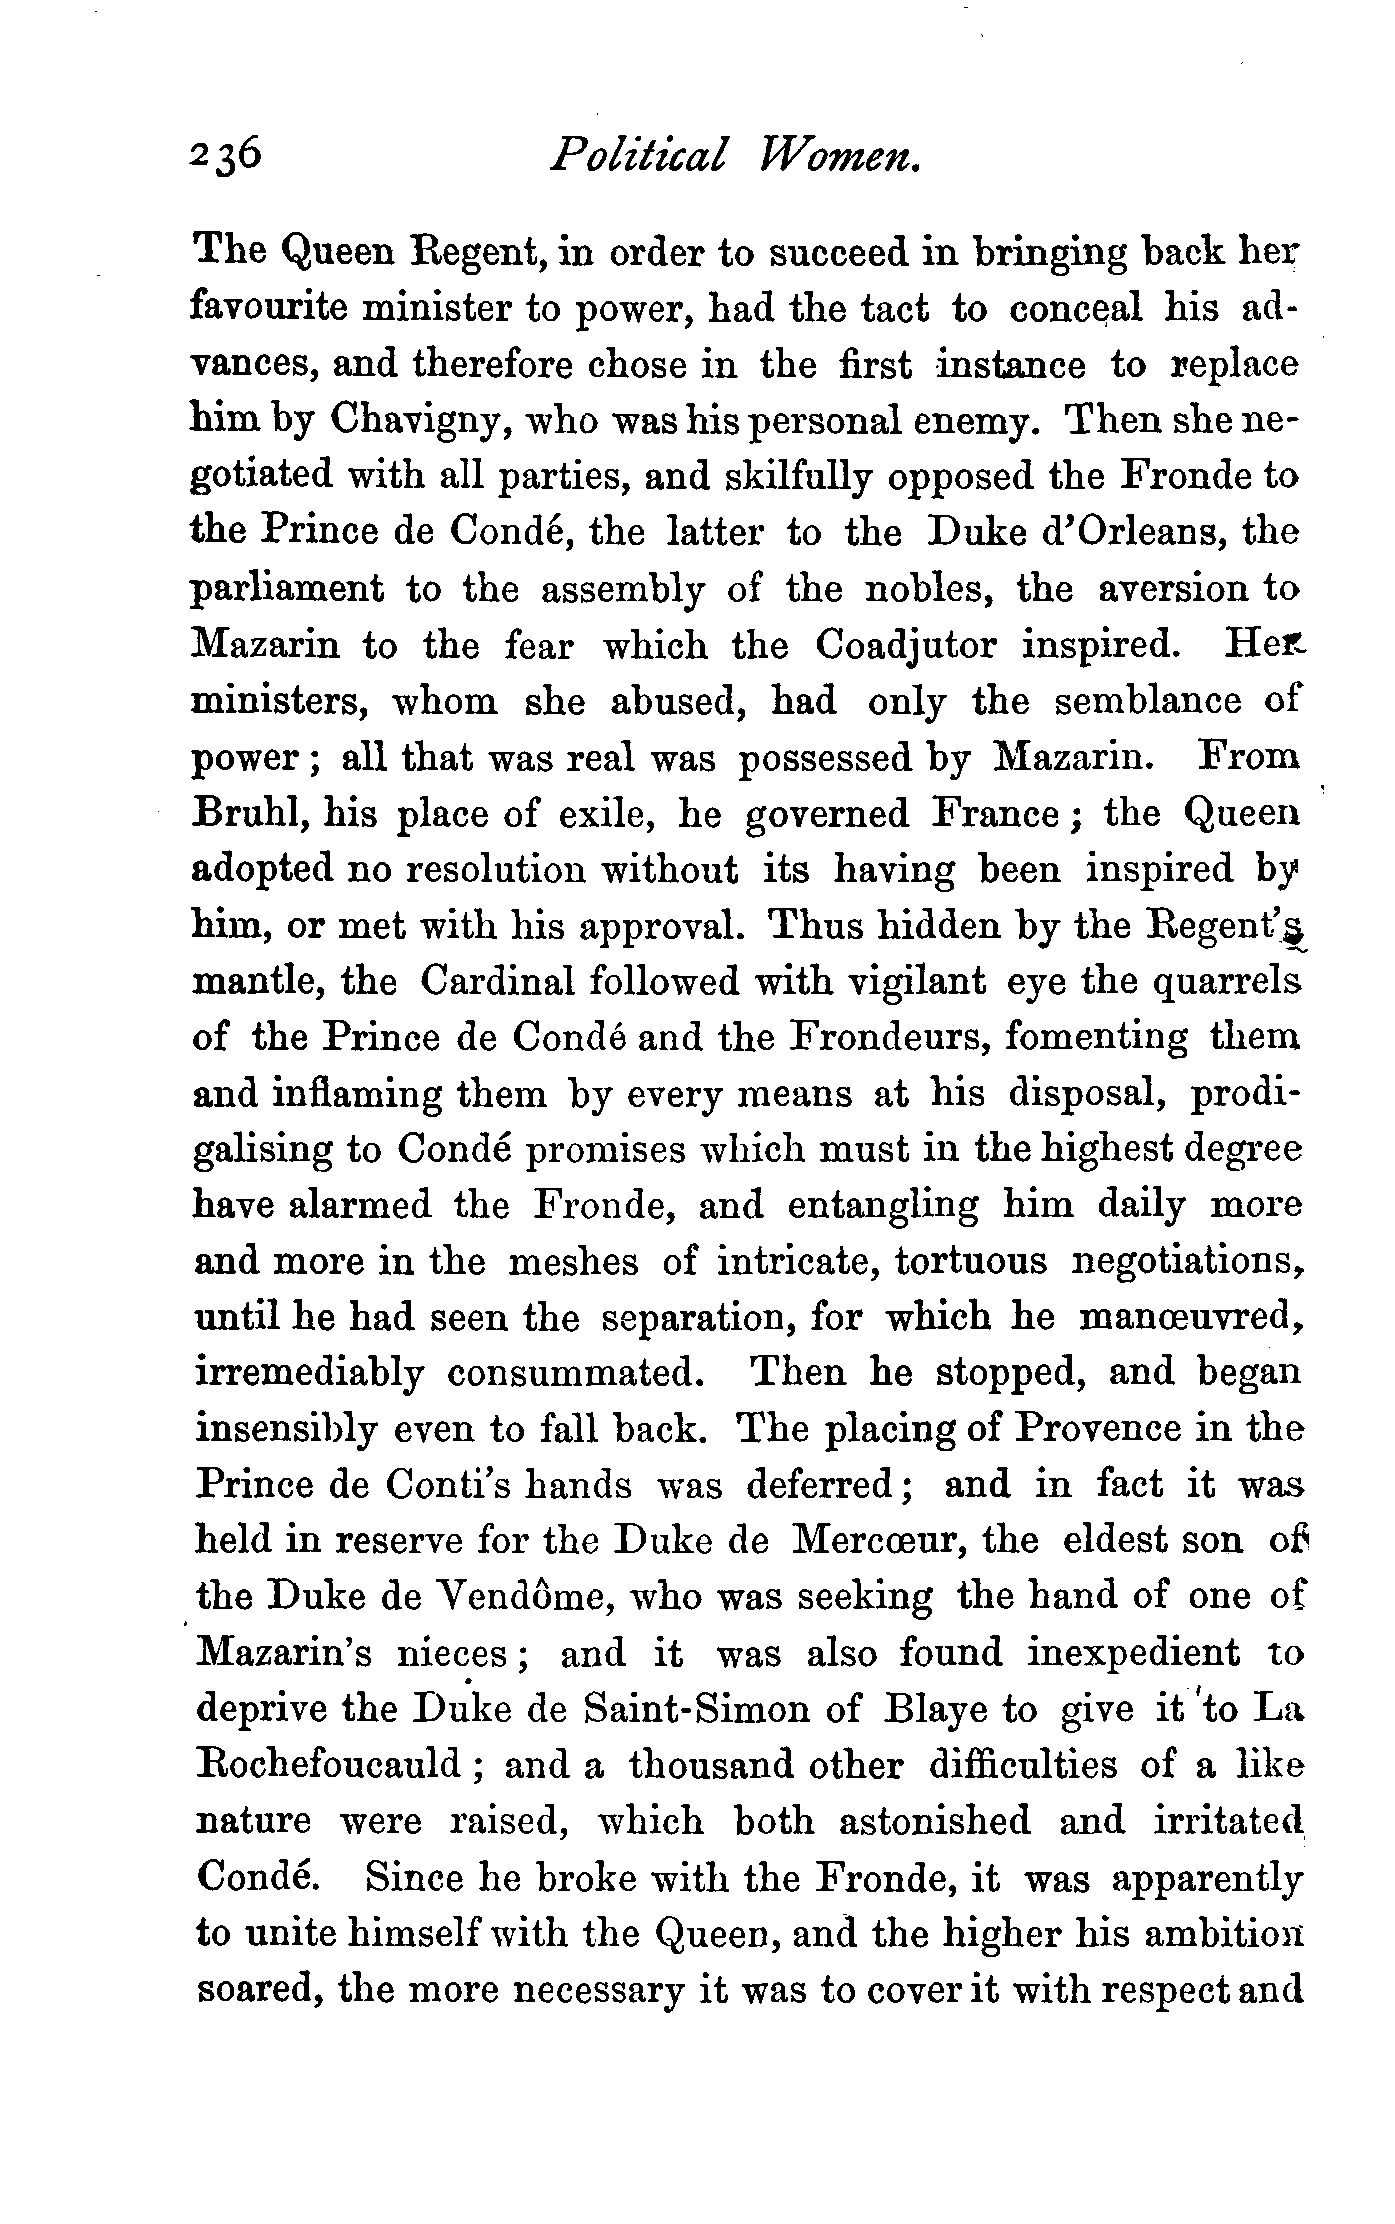 236 Political Women.
The Queen Regent, in order to succeed in bringing back her
favourite minister to power, had the tact to conceal his ad-
vances, and therefore chose in the first instance to replace
him by Chavigny, who was his personal enemy. Then she ne-
gotiated with all parties, and skilfully opposed the Fronde to
the Prince de Condé, the latter to the Duke d'Orleans, the
parliament to the assembly of the nobles, the aversion to
Mazarin to the fear which the Coadjutor inspired. Her
ministers, whom she abused, had only the semblance of
power; all that was real was possessed by Mazarin. From
Bruhl, his place of exile, he governed France; the Queen
adopted no resolution without its having been inspired by
him, or met with his approval. Thus hidden by the Regent's
mantle, the Cardinal followed with vigilant eye the quarrels
of the Prince de Condé and the Frondeurs, fomenting them
and inflaming them by every means at his disposal, prodi-
galising to Condé promises which must in the highest degree
have alarmed the Fronde, and entangling him daily more
and more in the meshes of intricate, tortuous negotiations,
until he had seen the separation, for which he manœuvred,
irremediably consummated. Then he stopped, and began
insensibly even to fall back. The placing of Provence in the
Prince de Conti's hands was deferred; and in fact it was
held in reserve for the Duke de Mercœur, the eldest son of
the Duke de Vendôme, who was seeking the hand of one of
Mazarin's nieces; and it was also found inexpedient to
deprive the Duke de Saint-Simon of Blaye to give it to La
Rochefoucauld; and a thousand other difficulties of a like
nature were raised, which both astonished and irritated
Condé. Since he broke with the Fronde, it was apparently
to unite himself with the Queen, and the higher his ambition
soared, the more necessary it was to cover it with respect and